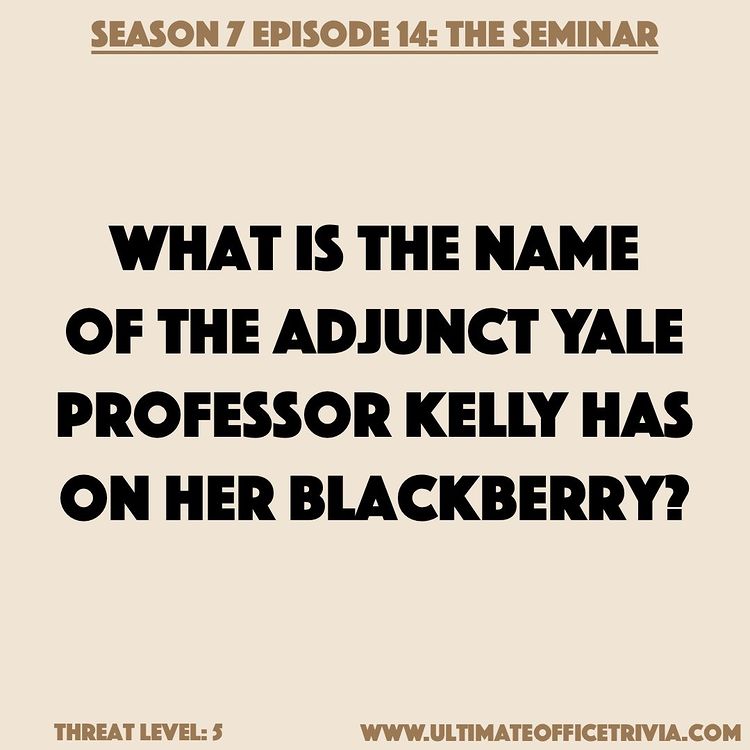 SEASON 7 EPISODE 14: THE SEMINAR
WHAT IS THE NAME
OF THE ADJUNCT YALE
PROFESSOR KELLY HAS
ON HER BLACKBERRY?
THREAT LEVEL: 5
WWW.ULTIMATEOFFICETRIVIA.COM